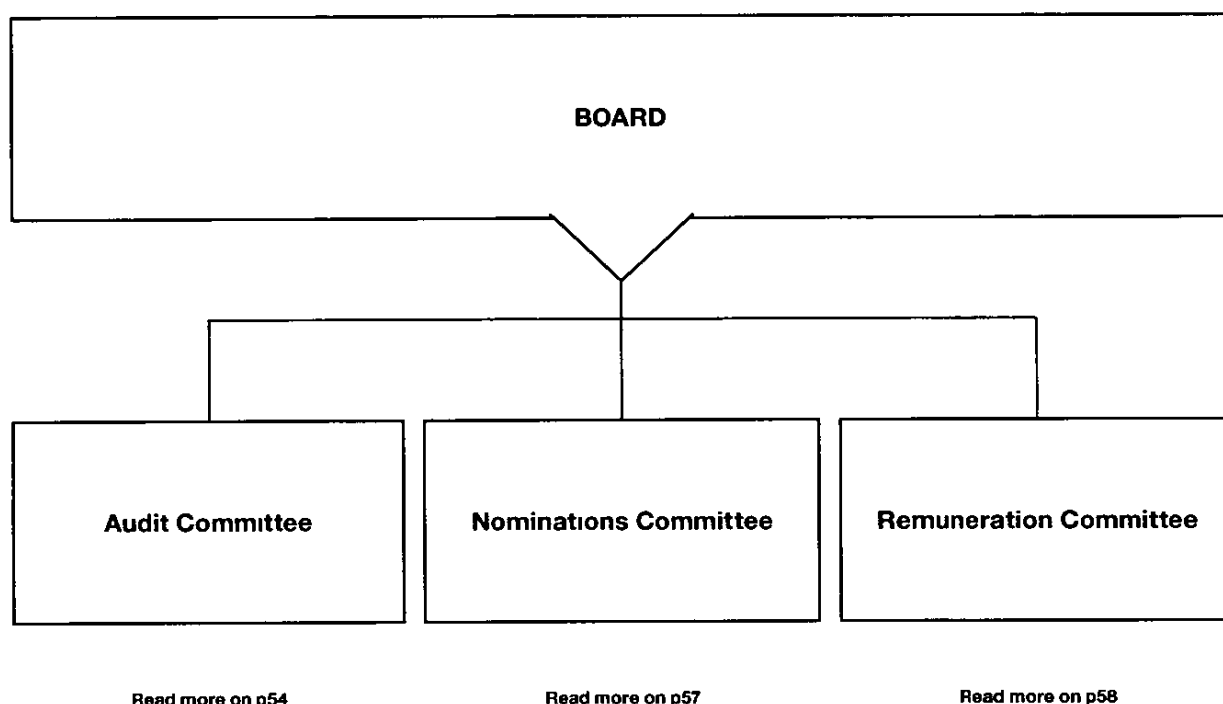 BOARD
Audit Committee
Nominations Committee
Remuneration Committee
Read more on p54
Read more on p57
Read more on p58